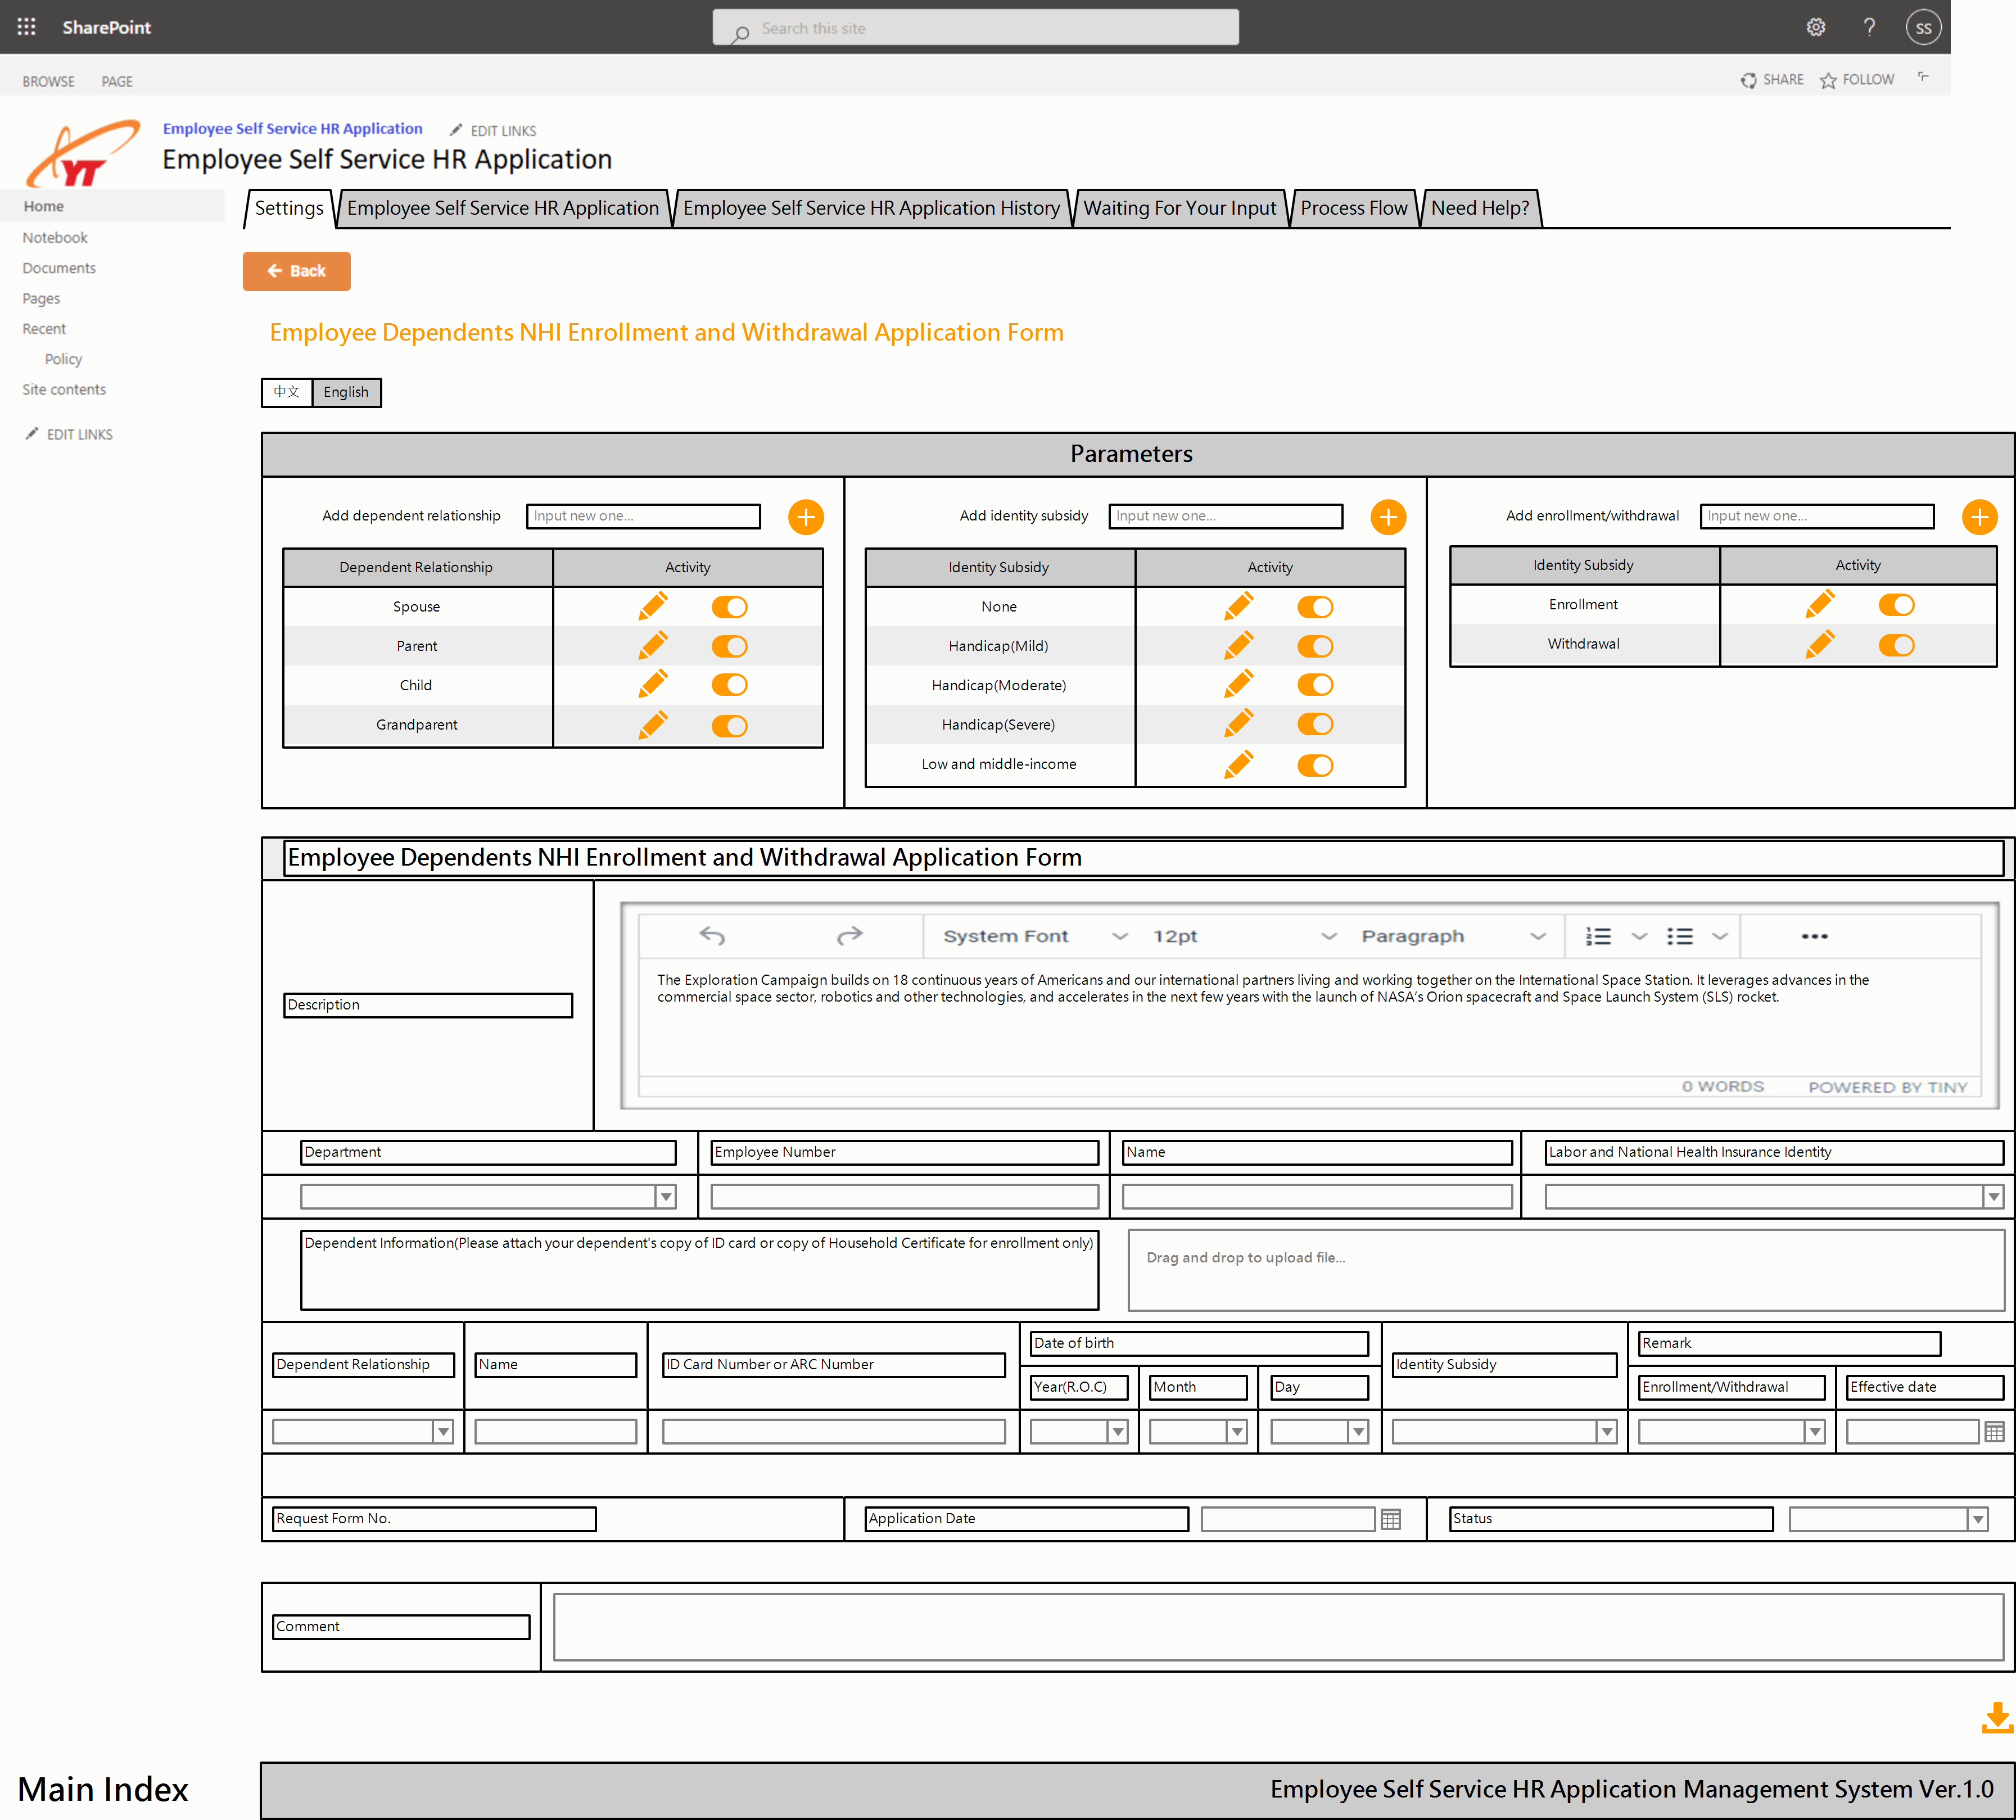 SharePoint
Search this site
?
SS
BROWSE PAGE
SHARE FOLLOW
YT
Employee Self Service HR Application EDIT LINKS
Employee Self Service HR Application
Home
Notebook
Documents
Pages
Recent
Policy
Site contents
EDIT LINKS
Settings Employee Self Service HR Application Employee Self Service HR Application History Waiting For Your Input Process Flow Need Help?
Back
Employee Dependents NHI Enrollment and Withdrawal Application Form
中文 English
Parameters
Add dependent relationship Input new one...
Dependent Relationship Activity
Spouse
Parent
Child
Grandparent
Add identity subsidy Input new one...
Identity Subsidy Activity
None
Handicap(Mild)
Handicap(Moderate)
Handicap(Severe)
Low and middle-income
Add enrollment/withdrawal Input new one...
Identity Subsidy Activity
Enrollment
Withdrawal
Employee Dependents NHI Enrollment and Withdrawal Application Form
Description
System Font 12pt Paragraph
The Exploration Campaign builds on 18 continuous years of Americans and our international partners living and working together on the International Space Station. It leverages advances in the
commercial space sector, robotics and other technologies, and accelerates in the next few years with the launch of NASA's Orion spacecraft and Space Launch System (SLS) rocket.
0 WORDS POWERED BY TINY
Department Employee Number Name Labor and National Health Insurance Identity
Dependent Information(Please attach your dependent's copy of ID card or copy of Household Certificate for enrollment only)
Drag and drop to upload file...
Dependent Relationship Name ID Card Number or ARC Number
Date of birth
Year(R.O.C) Month Day
Identity Subsidy
Remark
Enrollment/Withdrawal Effective date
Request Form No. Application Date Status
Comment
Main Index
Employee Self Service HR Application Management System Ver.1.0